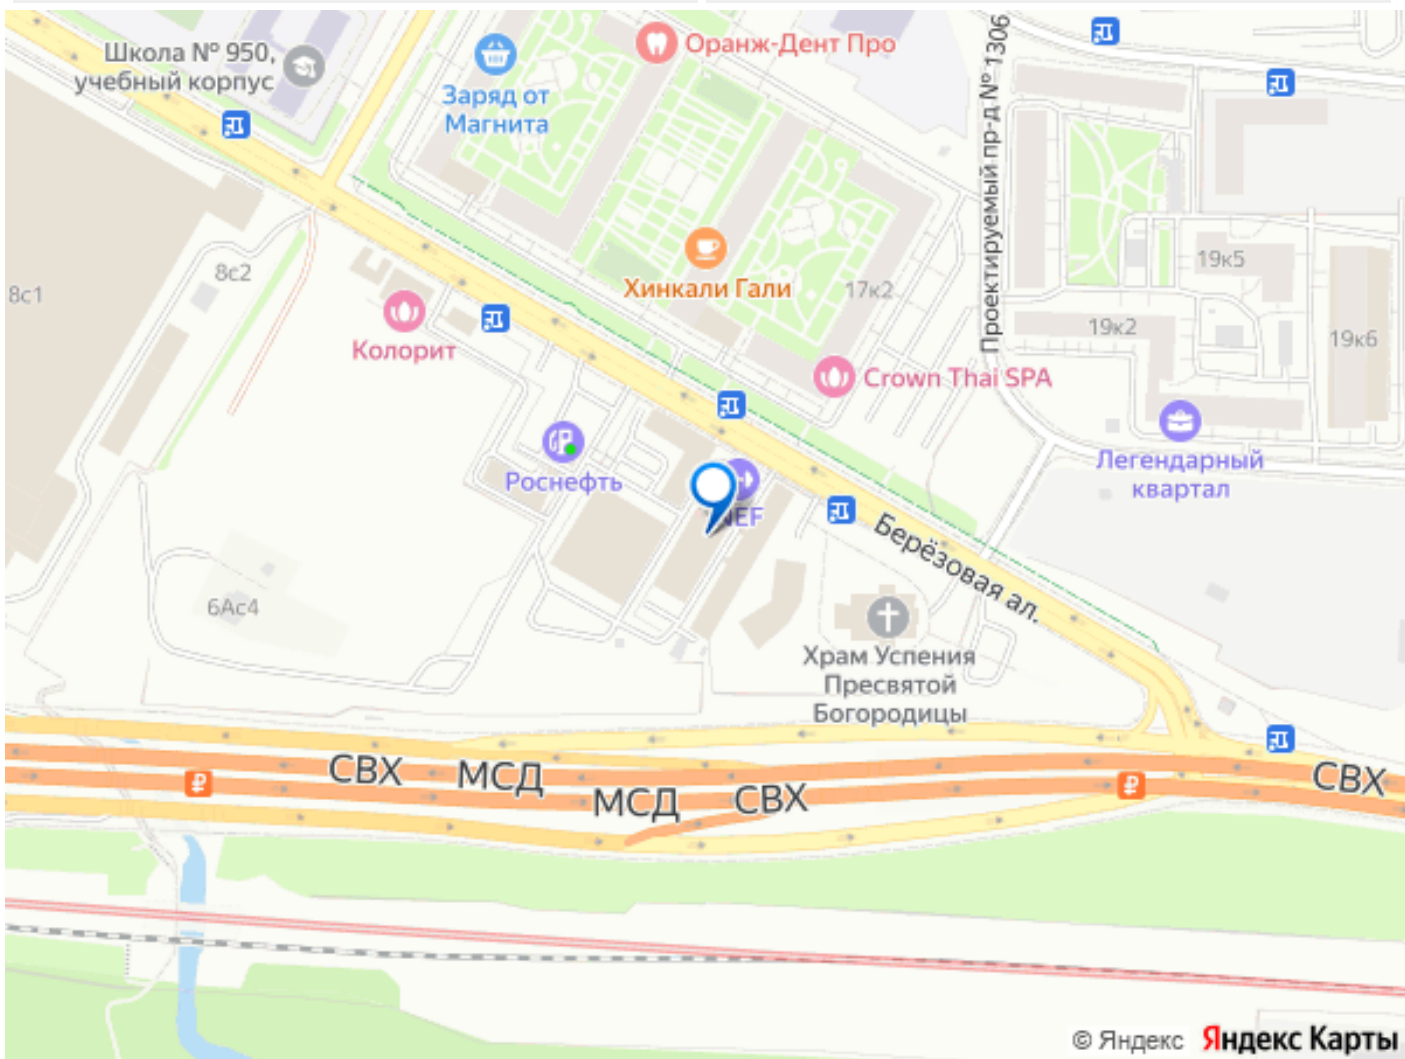 Школа № 950,
учебный корпус
Заряд от
Магнита
Оранж-Дент Про
Проектируемый пр-д № 1306
8с1
8с2
Хинкали Гали
17к2
19к5
19к2
19к6
Колорит
Crown Thai SPA
Роснефть
Легендарный
квартал
Берёзовая ал.
6Ас4
Храм Успения
Пресвятой
Богородицы
СВХ
МСД
МСД
СВХ
СВХ
₽
₽
© Яндекс Яндекс Карты